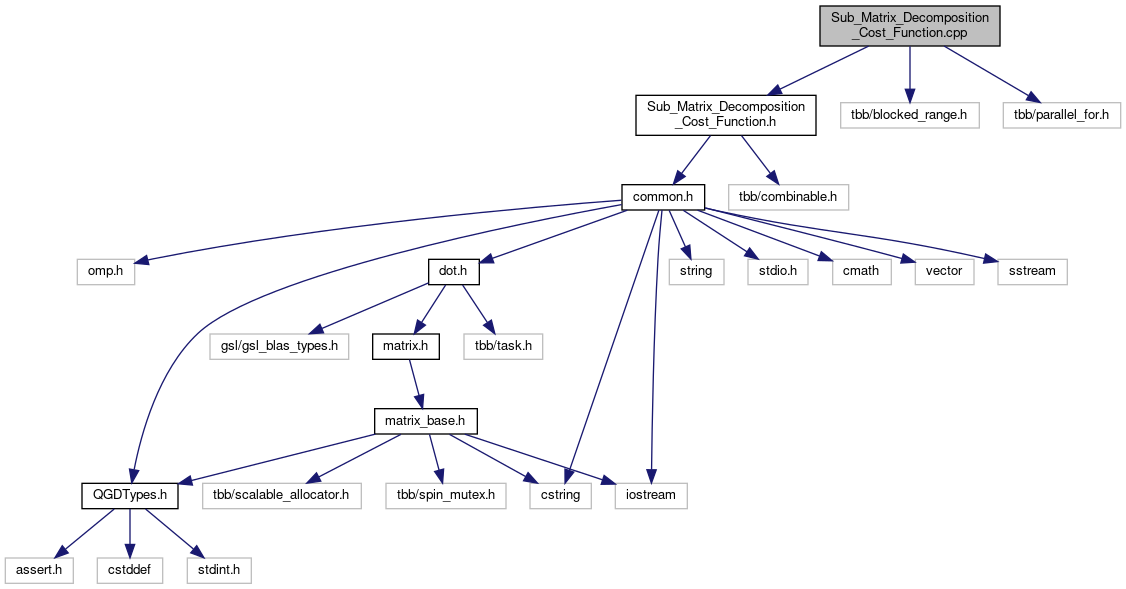 Sub_Matrix_Decomposition
_Cost_Function.cpp
Sub_Matrix_Decomposition
_Cost_Function.h
tbb/blocked_range.h
tbb/parallel_for.h
common.h
tbb/combinable.h
omp.h
dot.h
string
stdio.h
cmath
vector
sstream
gsl/gsl_blas_types.h
matrix.h
tbb/task.h
matrix_base.h
QGDTypes.h
tbb/scalable_allocator.h
tbb/spin_mutex.h
cstring
iostream
assert.h
cstddef
stdint.h